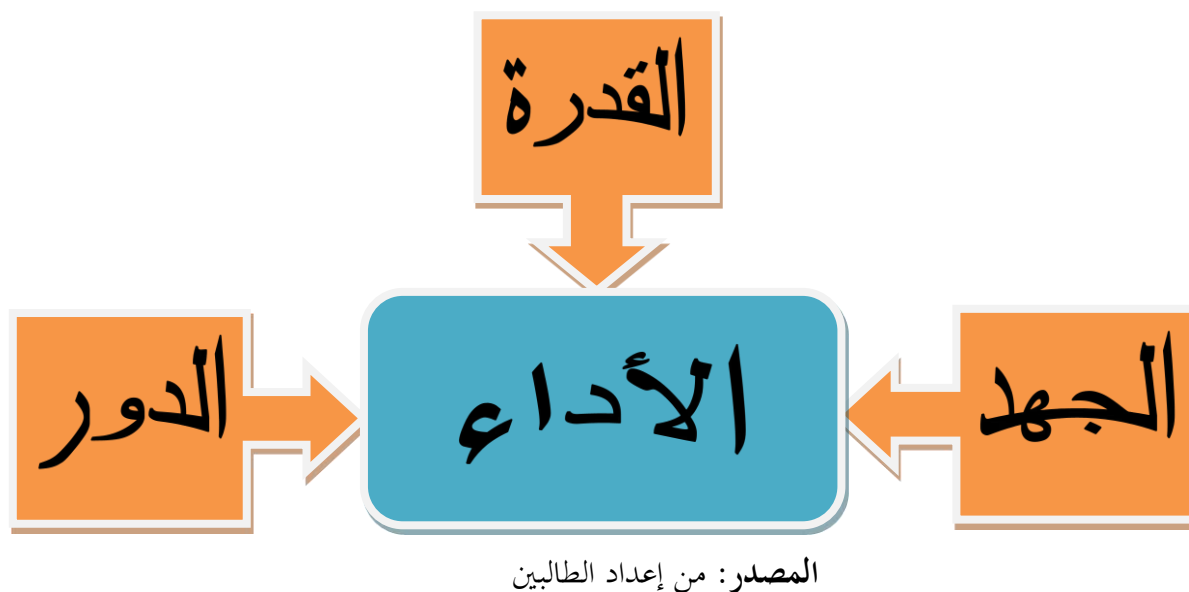 القدرة
الجهد
الأداء
الدور
المصدر: من إعداد الطالبين